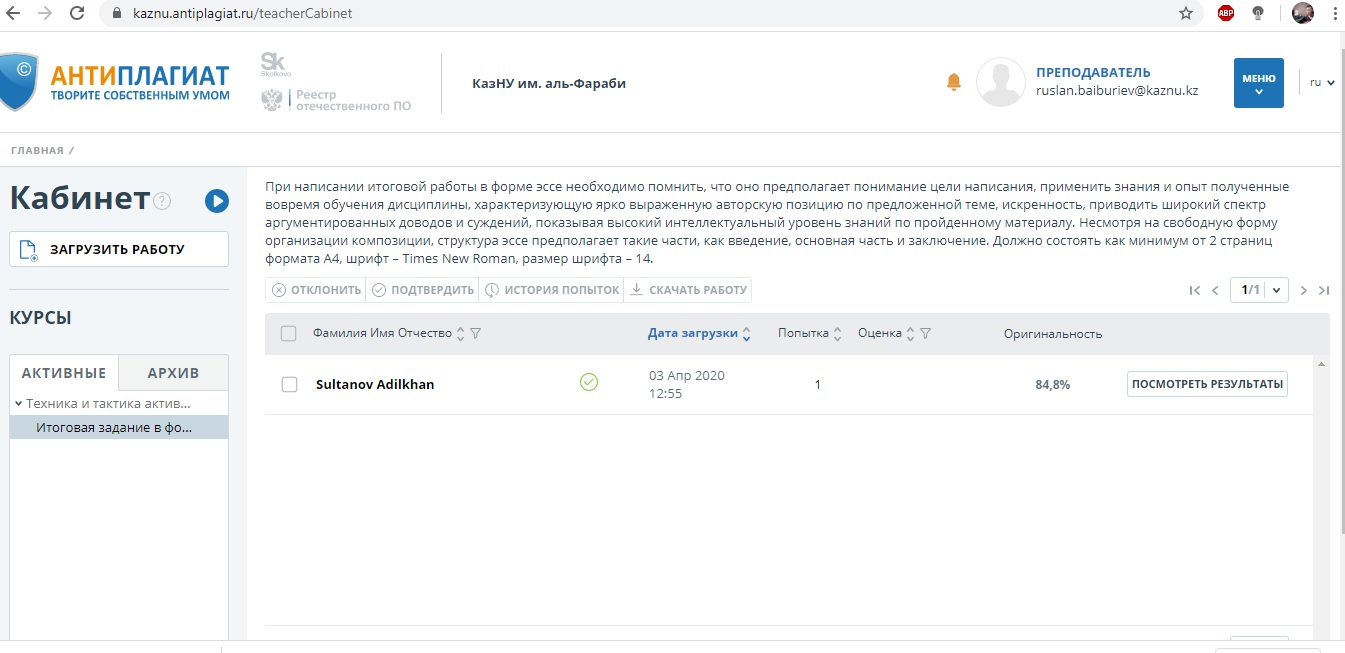 kaznu.antiplagiat.ru/teacherCabinet
ABP
©
АНТИПЛАГИАТ
ТВОРИТЕ СОБСТВЕННЫМ УМОМ
Sk
Skolkovo
Реестр
отечественного ПО
КазНУ им. аль-Фараби
ПРЕПОДАВАТЕЛЬ
ruslan.baiburiev@kaznu.kz
МЕНЮ
ru
ГЛАВНАЯ /
Кабинет ?
ЗАГРУЗИТЬ РАБОТУ
КУРСЫ
АКТИВНЫЕ АРХИВ
Техника и тактика актив...
Итоговая задание в фо...
При написании итоговой работы в форме эссе необходимо помнить, что оно предполагает понимание цели написания, применить знания и опыт полученные
вовремя обучения дисциплины, характеризующую ярко выраженную авторскую позицию по предложенной теме, искренность, приводить широкий спектр
аргументированных доводов и суждений, показывая высокий интеллектуальный уровень знаний по пройденному материалу. Несмотря на свободную форму
организации композиции, структура эссе предполагает такие части, как введение, основная часть и заключение. Должно состоять как минимум от 2 страниц
формата А4, шрифт – Times New Roman, размер шрифта – 14.
ОТКЛОНИТЬ ПОДТВЕРДИТЬ ИСТОРИЯ ПОПЫТОК СКАЧАТЬ РАБОТУ
1/1
Фамилия Имя Отчество Дата загрузки Попытка Оценка Оригинальность
Sultanov Adilkhan 03 Апр 2020 1 84,8% ПОСМОТРЕТЬ РЕЗУЛЬТАТЫ
12:55